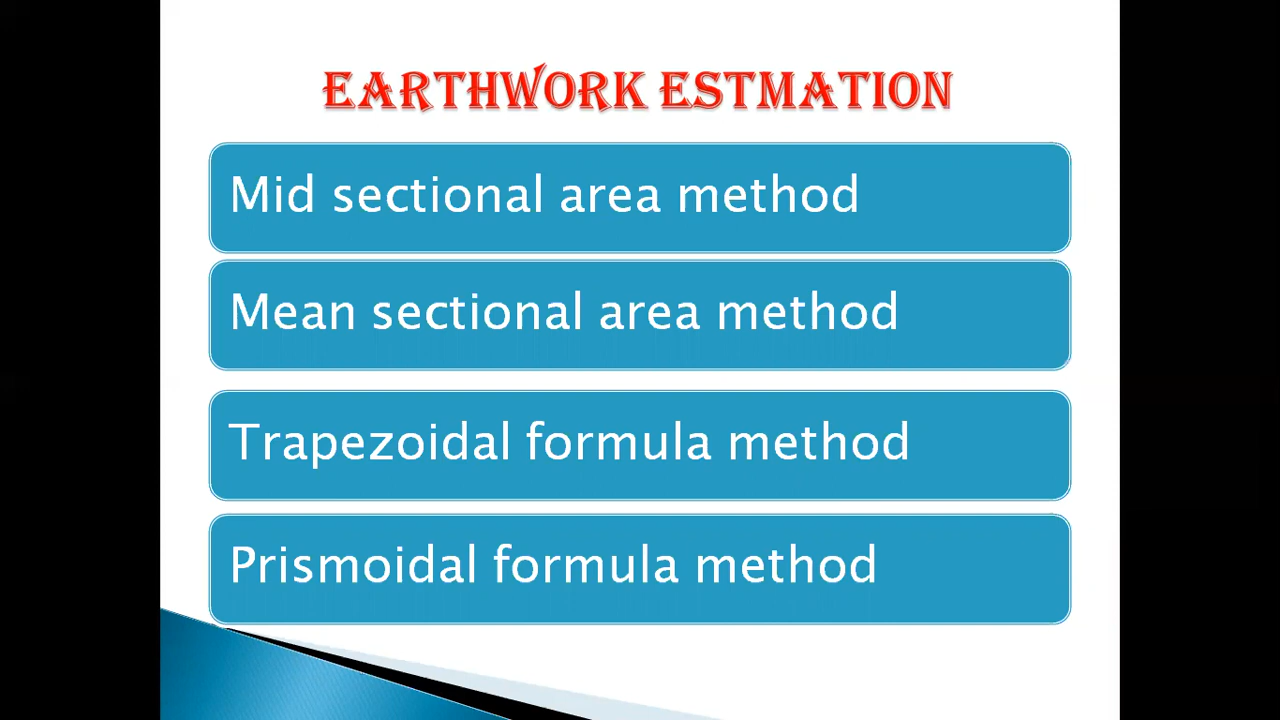 EARTHWORK ESTMATION
Mid sectional area method
Mean sectional area method
Trapezoidal formula method
Prismoidal formula method